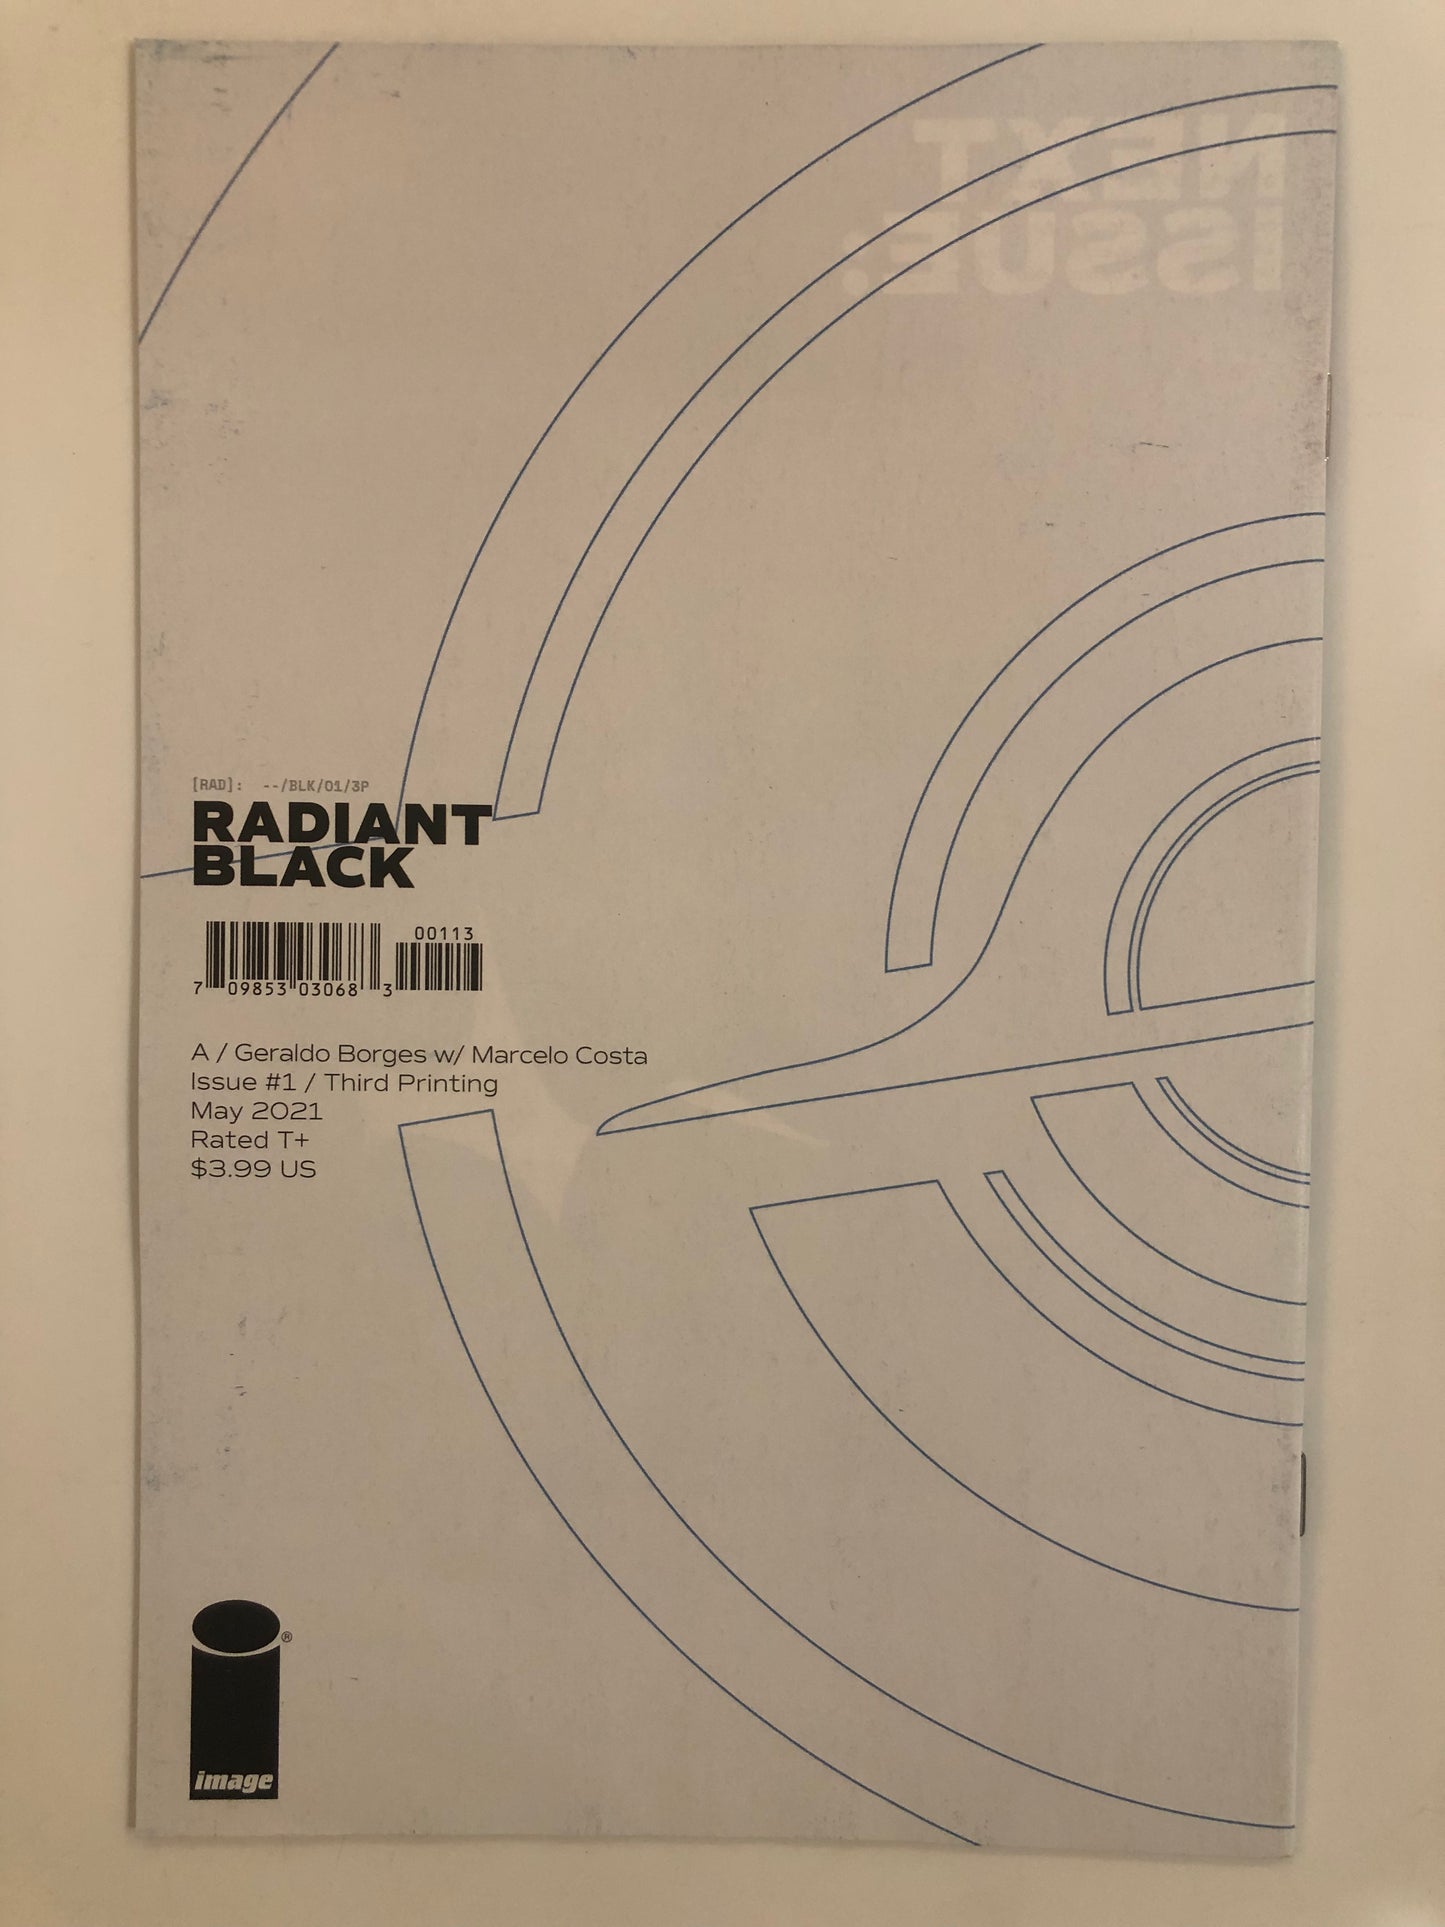 NEXT
ISSUE:
[RAD]: --/BLK/01/3P
RADIANT
BLACK
00113
7 09853 03068 3
A / Geraldo Borges w/ Marcelo Costa
Issue #1 / Third Printing
May 2021
Rated T+
$3.99 US
®
image